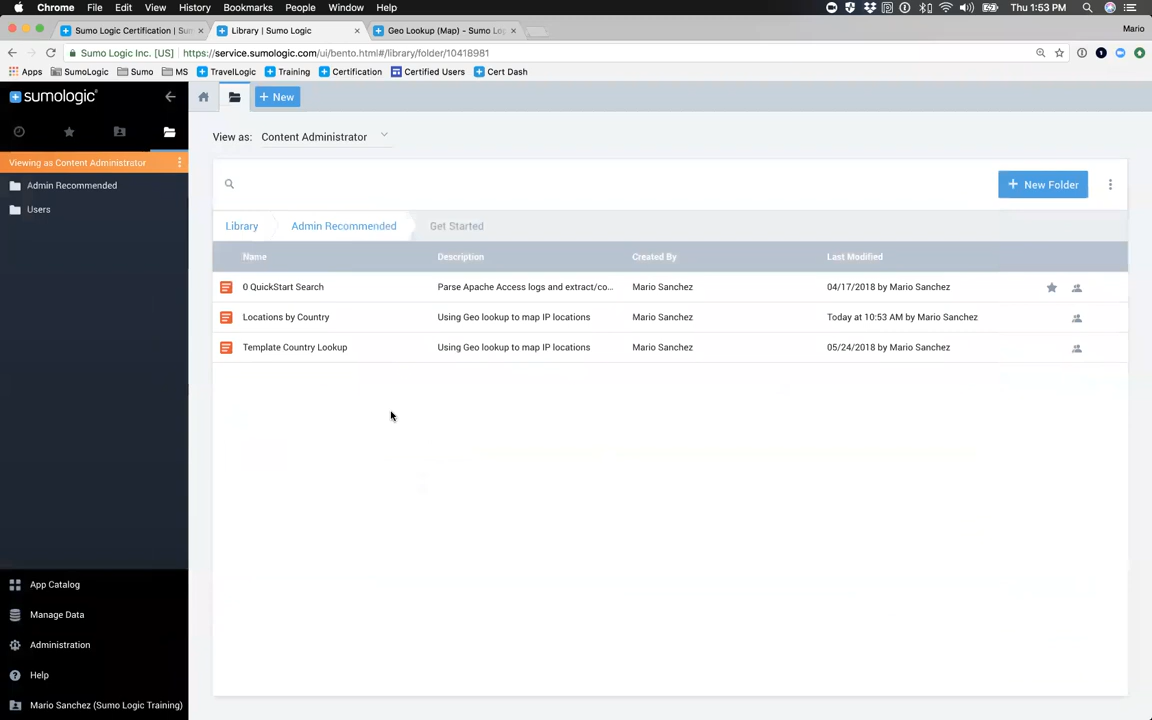 Chrome File Edit View History Bookmarks People Window Help Thu 1:53 PM
Sumo Logic Certification | Sum
Library | Sumo Logic
Geo Lookup (Map) - Sumo Log
Mario
Sumo Logic Inc. [US] https://service.sumologic.com/ui/bento.html#/library/folder/10418981
Apps SumoLogic Sumo MS TravelLogic Training Certification Certified Users Cert Dash
sumologic
+ New
View as: Content Administrator
Viewing as Content Administrator
Admin Recommended
Users
+ New Folder
Library Admin Recommended Get Started
Name Description Created By Last Modified
0 QuickStart Search Parse Apache Access logs and extract/co... Mario Sanchez 04/17/2018 by Mario Sanchez
Locations by Country Using Geo lookup to map IP locations Mario Sanchez Today at 10:53 AM by Mario Sanchez
Template Country Lookup Using Geo lookup to map IP locations Mario Sanchez 05/24/2018 by Mario Sanchez
App Catalog
Manage Data
Administration
Help
Mario Sanchez (Sumo Logic Training)